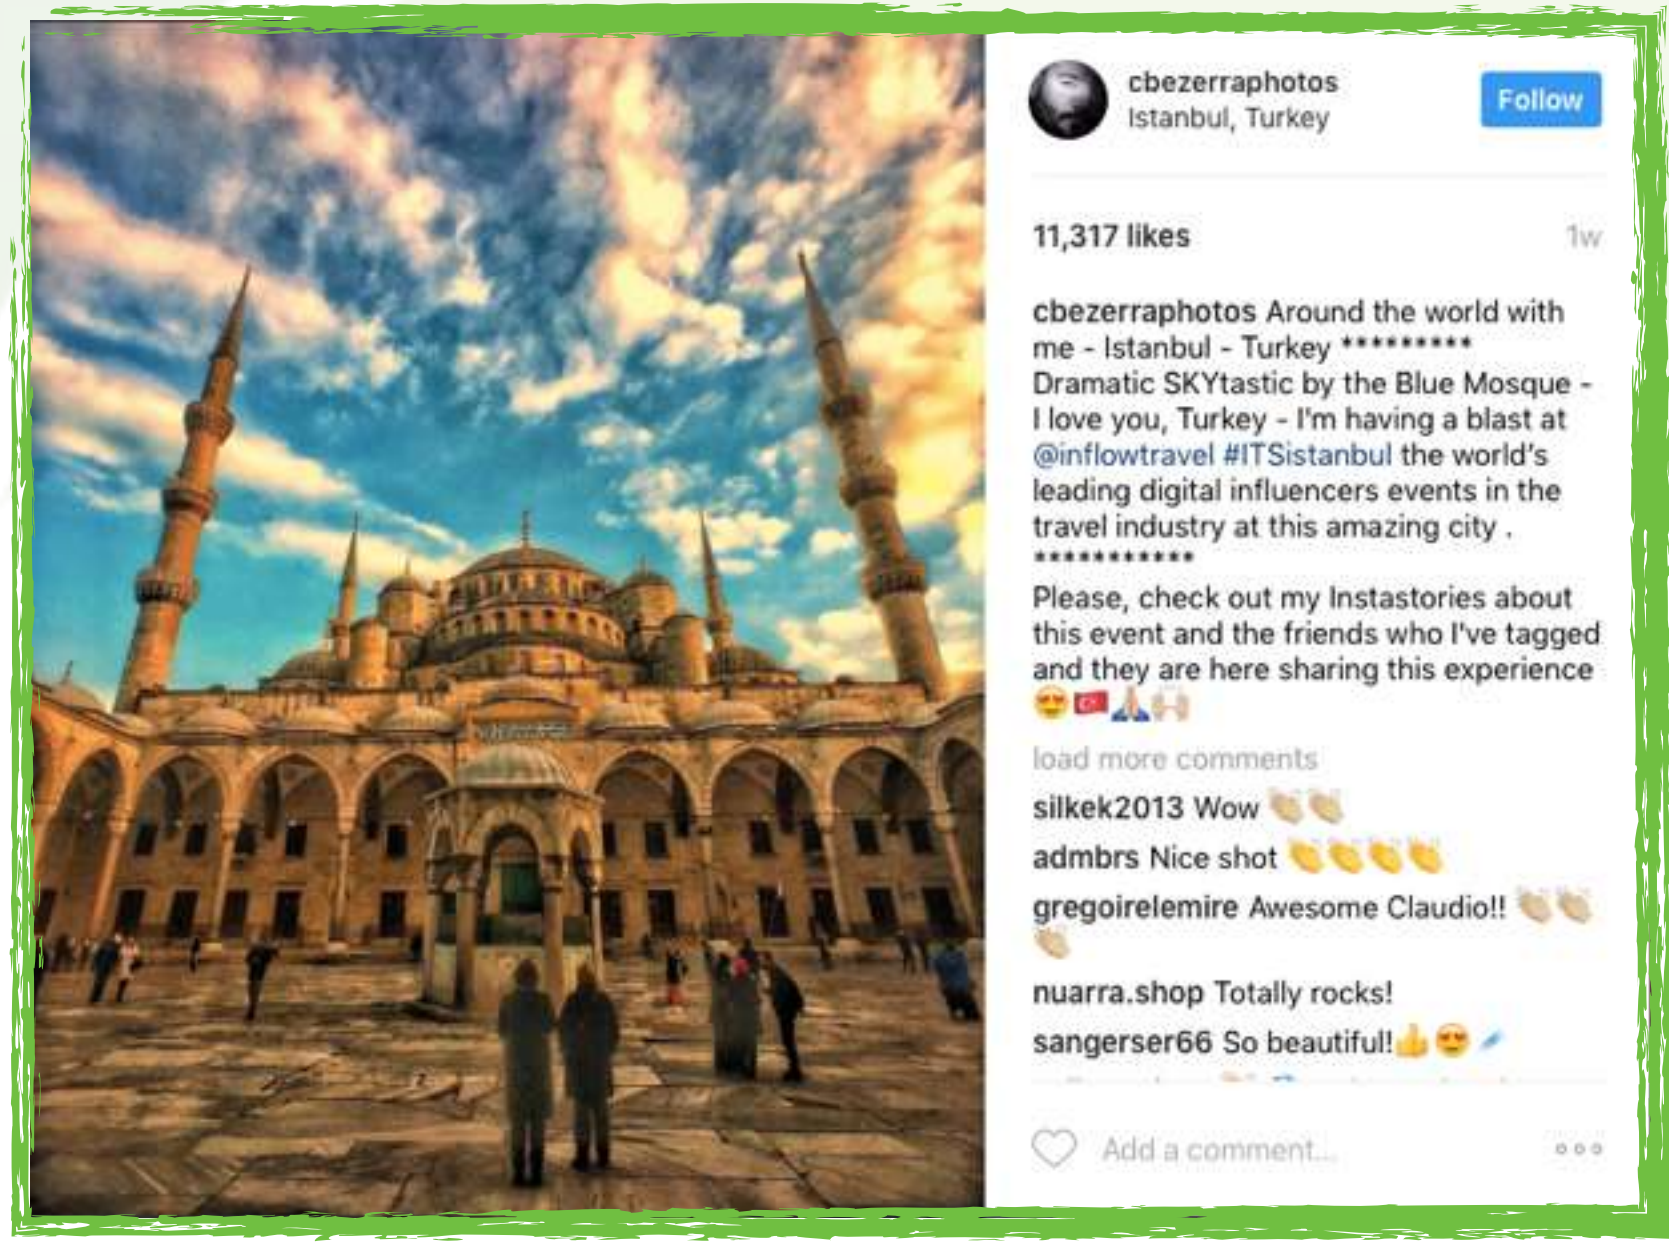 cbezerraphotos
Istanbul, Turkey
Follow
11,317 likes
1w
cbezerraphotos Around the world with
me - Istanbul - Turkey *********
Dramatic SKYtastic by the Blue Mosque -
I love you, Turkey - I'm having a blast at
@inflowtravel #ITSistanbul the world's
leading digital influencers events in the
travel industry at this amazing city .
***********
Please, check out my Instastories about
this event and the friends who I've tagged
and they are here sharing this experience
😍🇹🇷🙏🏼🙌🏼
load more comments
silkek2013 Wow 👏🏼👏🏼
admbrs Nice shot 👏👏👏👏
gregoirelemire Awesome Claudio!! 👏🏼👏🏼
👏🏼
nuarra.shop Totally rocks!
sangerser66 So beautiful!👍😍
Add a comment...